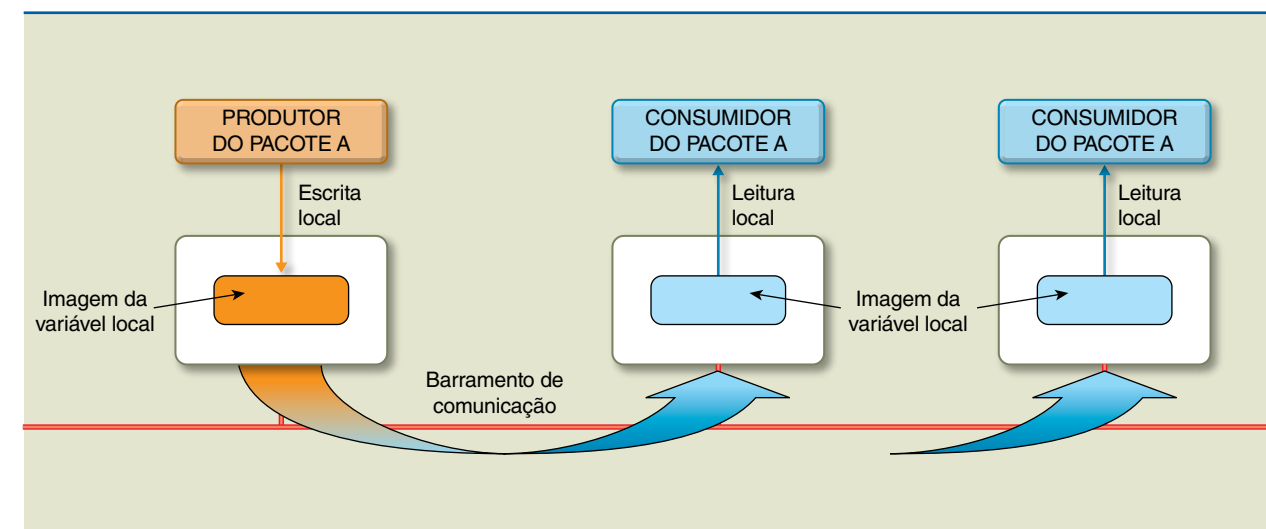 PRODUTOR
DO PACOTE A
CONSUMIDOR
DO PACOTE A
CONSUMIDOR
DO PACOTE A
Escrita
local
Leitura
local
Leitura
local
Imagem da
variável local
Imagem da
variável local
Barramento de
comunicação